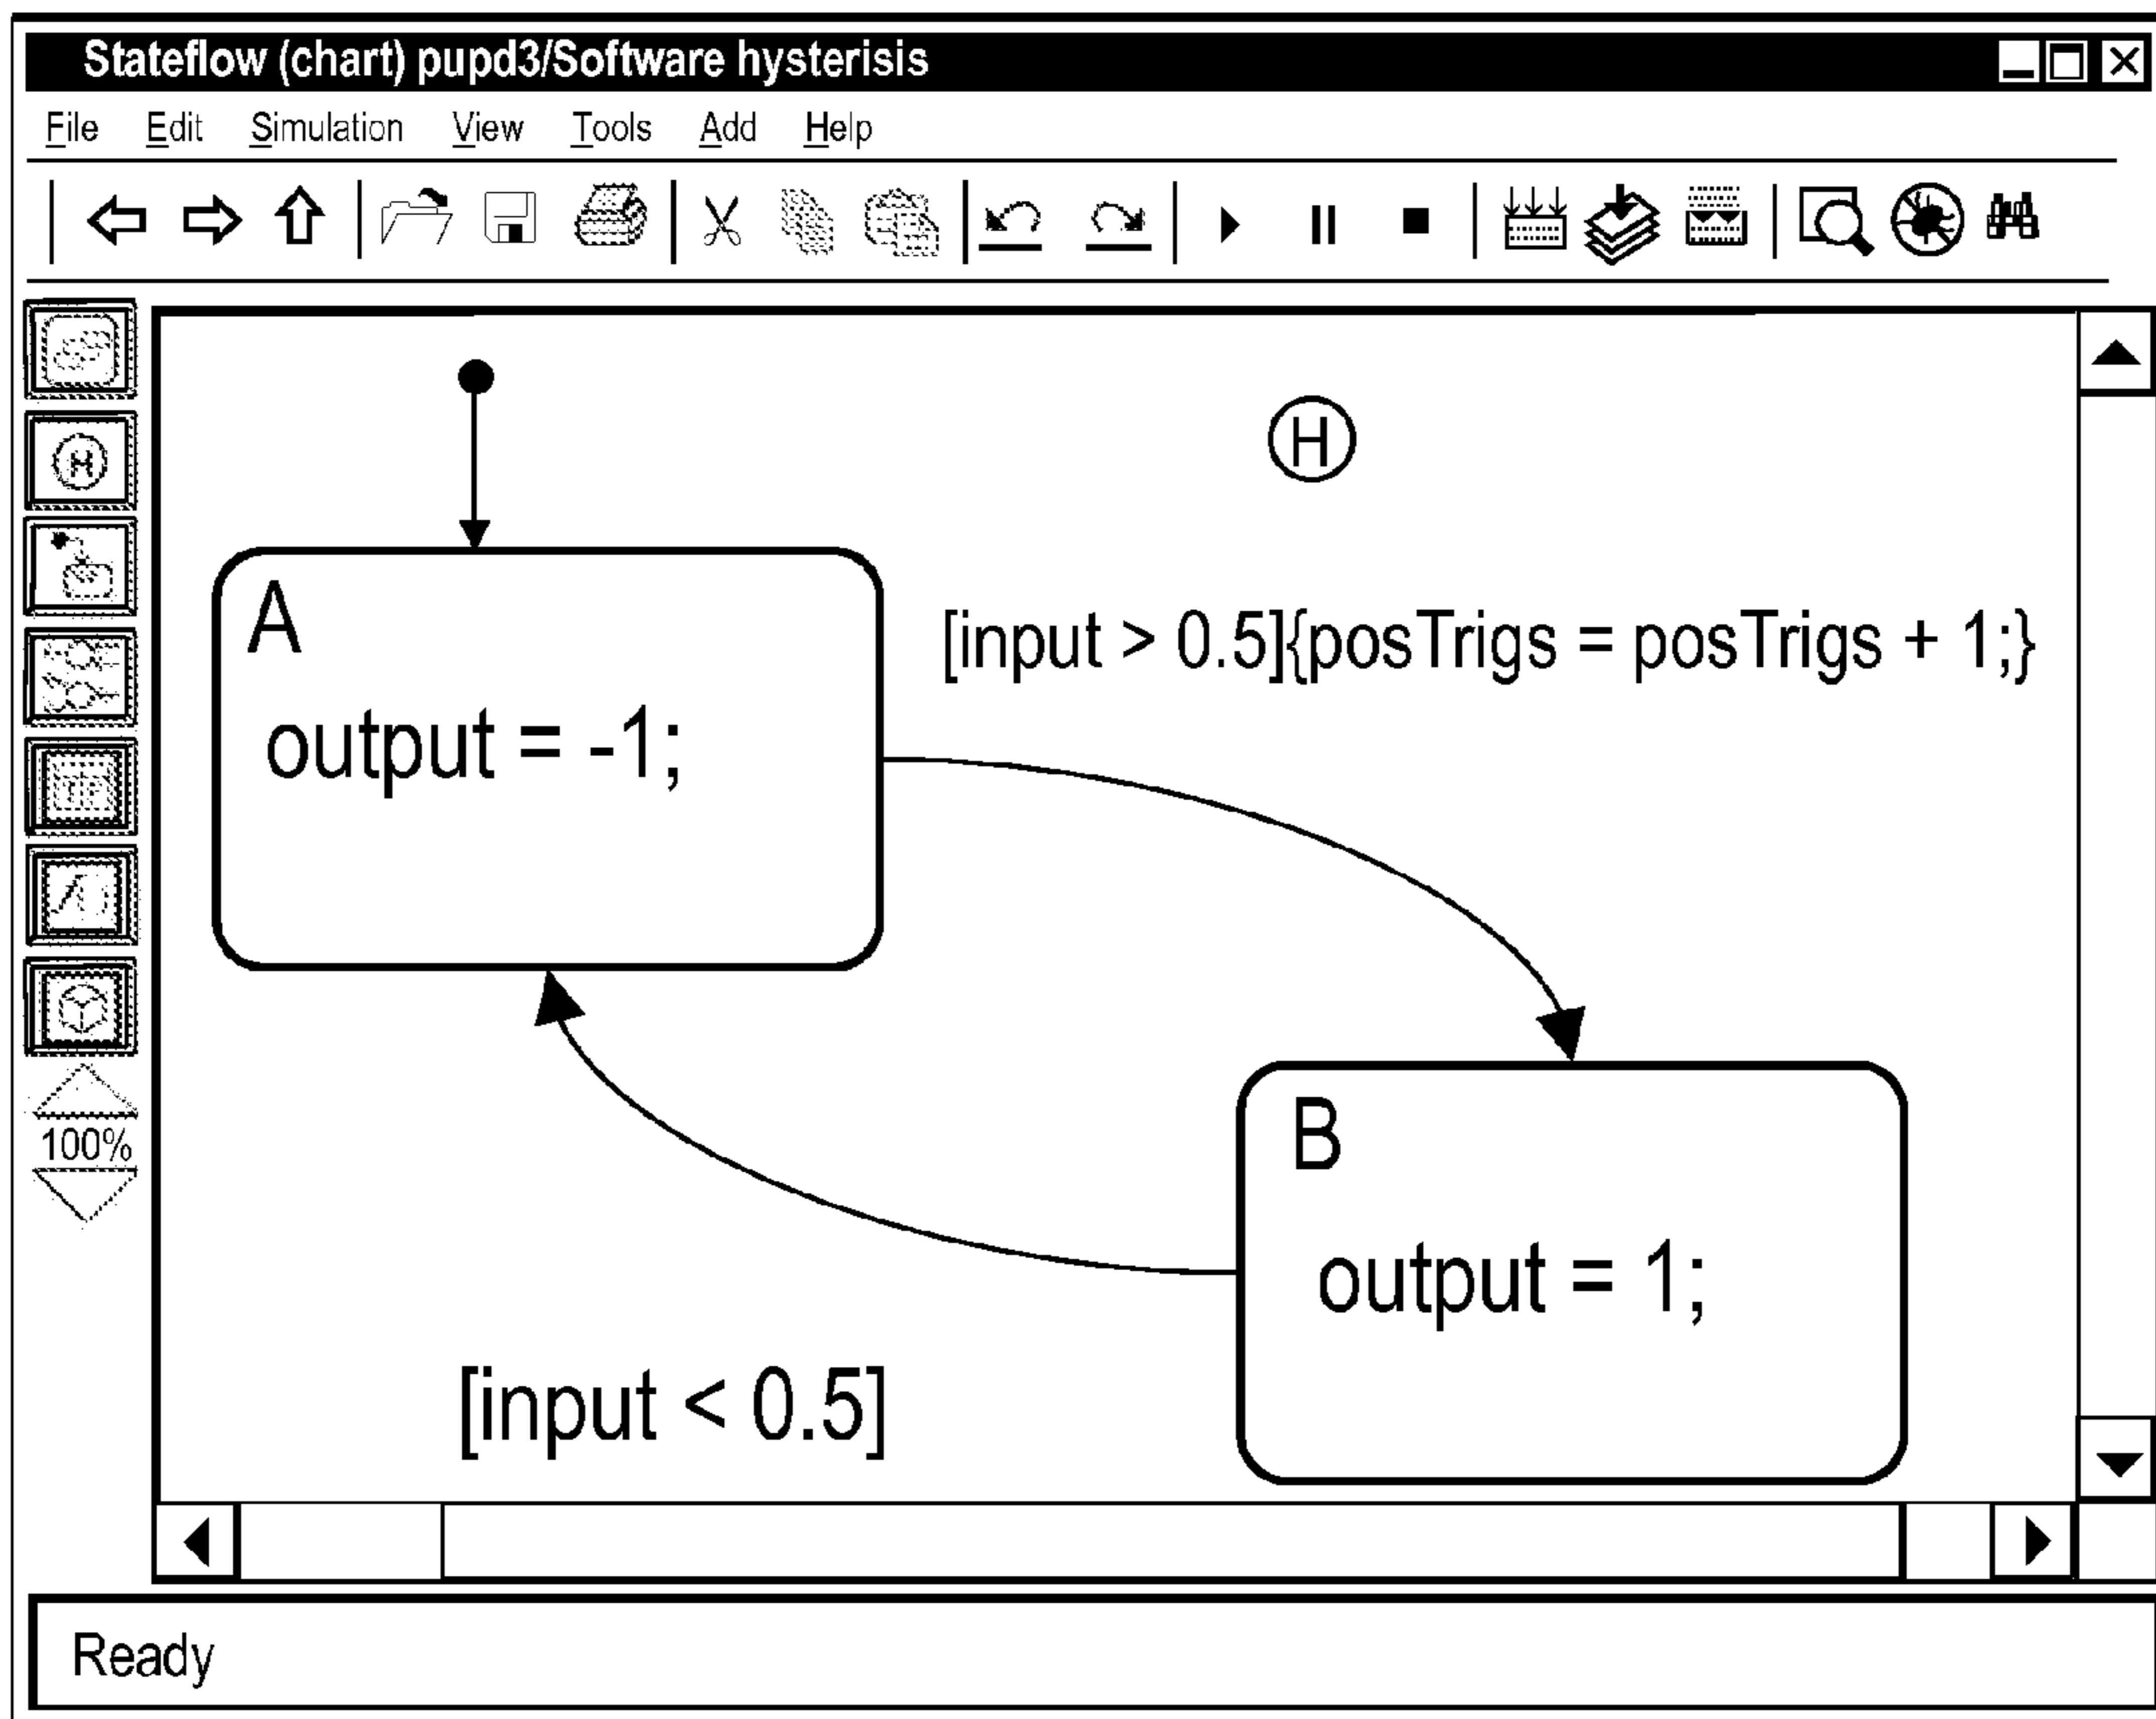 Stateflow (chart) pupd3/Software hysterisis
File Edit Simulation View Tools Add Help
H
H
A
[input > 0.5]{posTrigs = posTrigs + 1;}
output = -1;
100%
B
output = 1;
[input < 0.5]
Ready